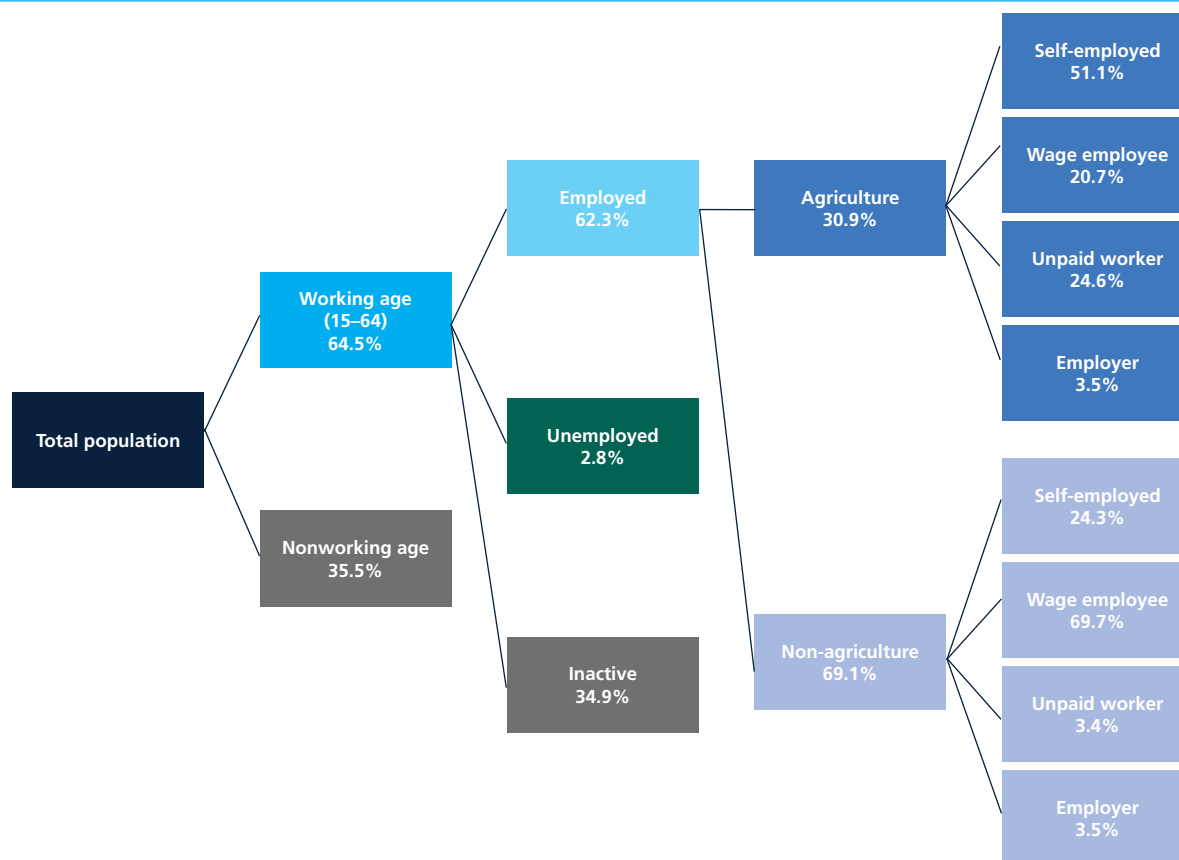 Total population
Working age
(15–64)
64.5%
Nonworking age
35.5%
Employed
62.3%
Unemployed
2.8%
Inactive
34.9%
Agriculture
30.9%
Non-agriculture
69.1%
Self-employed
51.1%
Wage employee
20.7%
Unpaid worker
24.6%
Employer
3.5%
Self-employed
24.3%
Wage employee
69.7%
Unpaid worker
3.4%
Employer
3.5%